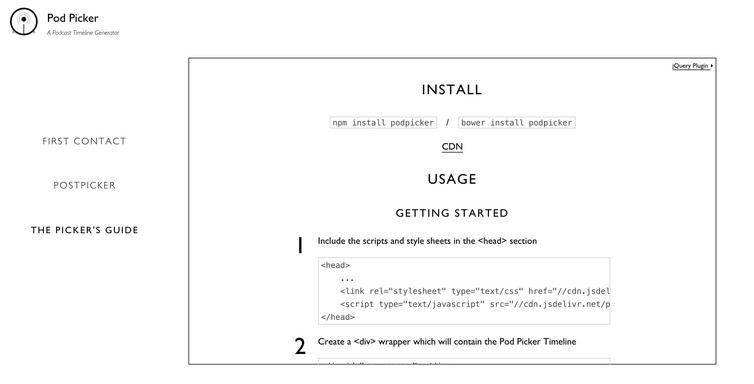 Pod Picker
A Podcast Timeline Generator
jQuery Plugin
FIRST CONTACT
POSTPICKER
THE PICKER'S GUIDE
INSTALL
npm install podpicker / bower install podpicker
CDN
USAGE
GETTING STARTED
1 Include the scripts and style sheets in the <head> section
<head>
...
<link rel="stylesheet" type="text/css" href="//cdn.jsdel
<script type="text/javascript" src="//cdn.jsdelivr.net/p
</head>
2 Create a <div> wrapper which will contain the Pod Picker Timeline